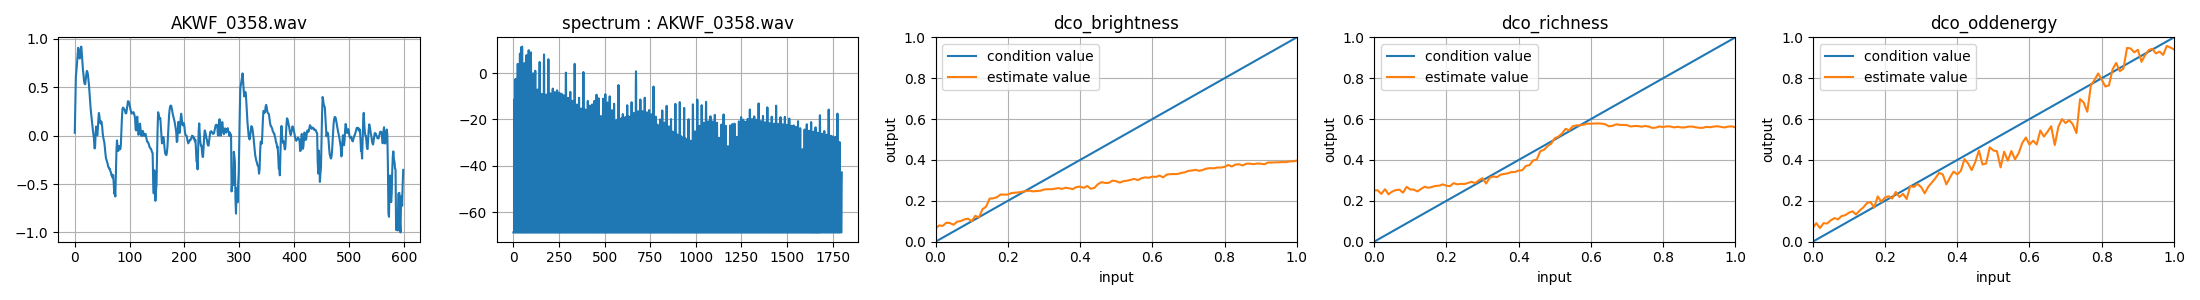 AKWF_0358.wav
1.0
0.5
0.0
−0.5
−1.0
0 100 200 300 400 500 600
spectrum : AKWF_0358.wav
0
−20
−40
−60
0 250 500 750 1000 1250 1500 1750
dco_brightness
condition value
estimate value
output
1.0
0.8
0.6
0.4
0.2
0.0
0.0 0.2 0.4 0.6 0.8 1.0
input
dco_richness
condition value
estimate value
output
1.0
0.8
0.6
0.4
0.2
0.0
0.0 0.2 0.4 0.6 0.8 1.0
input
dco_oddenergy
condition value
estimate value
output
1.0
0.8
0.6
0.4
0.2
0.0
0.0 0.2 0.4 0.6 0.8 1.0
input